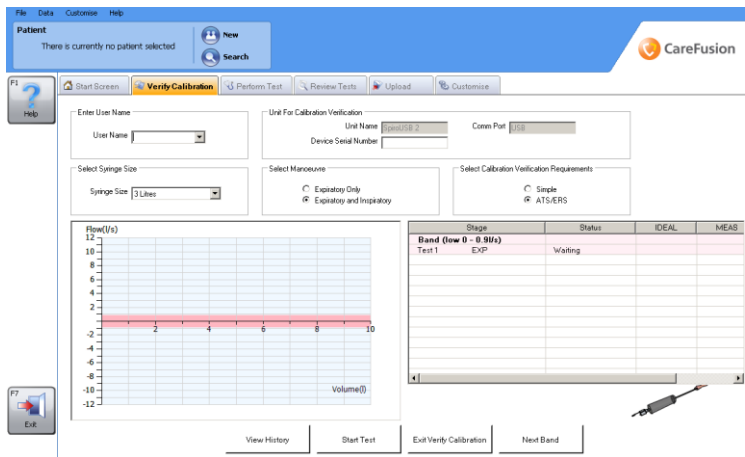 File Data Customise Help
Patient
There is currently no patient selected
New
Search
CareFusion
F1
Help
Start Screen Verify Calibration Perform Test Review Tests Upload Customise
Enter User Name
User Name
Unit For Calibration Verification
Unit Name SpiroUSB 2 Comm Port USB
Device Serial Number
Select Syringe Size
Syringe Size 3 Litres
Select Manoeuvre
Expiratory Only
Expiratory and Inspiratory
Select Calibration Verification Requirements
Simple
ATS/ERS
Flow(l/s)
12
10
8
6
4
2
2 4 6 8 10
-2
-4
-6
-8
-10
-12
Volume(l)
Stage Status IDEAL MEAS
Band (low 0 - 0.9l/s)
Test 1 EXP Waiting
F7
Exit
View History Start Test Exit Verify Calibration Next Band